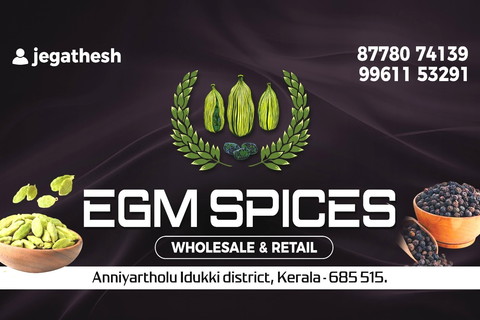 jegathesh
87780 74139
99611 53291
EGM SPICES
WHOLESALE & RETAIL
Anniyartholu Idukki district, Kerala - 685 515.